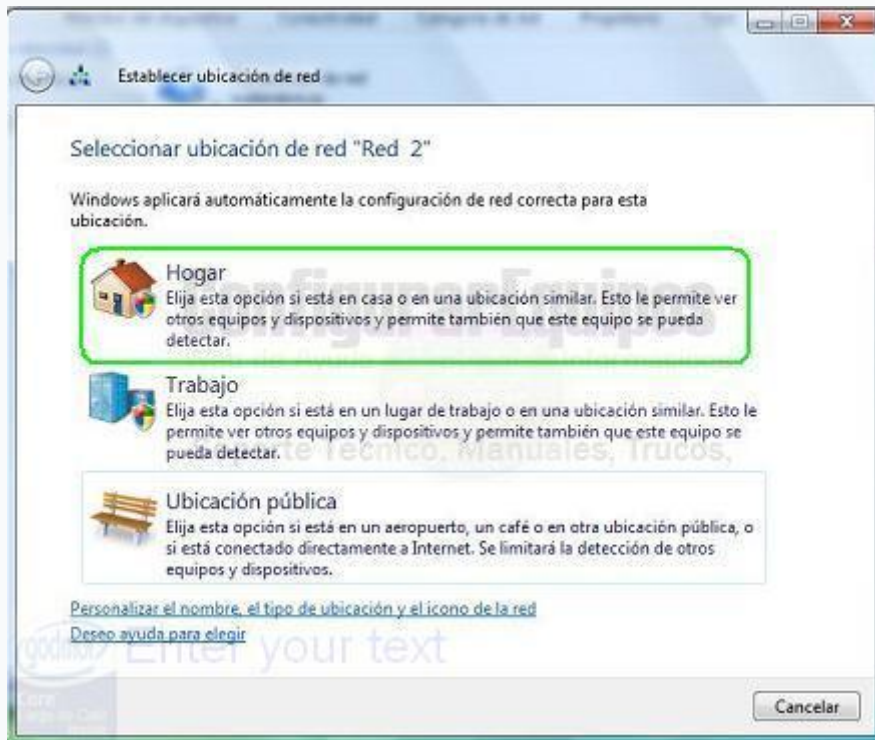 Establecer ubicación de red
Seleccionar ubicación de red "Red 2"
Windows aplicará automáticamente la configuración de red correcta para esta
ubicación.
Hogar
Elija esta opción si está en casa o en una ubicación similar. Esto le permite ver
otros equipos y dispositivos y permite también que este equipo se pueda
detectar.
ConfigurarEquipos
Trabajo
Elija esta opción si está en un lugar de trabajo o en una ubicación similar. Esto le
permite ver otros equipos y dispositivos y permite también que este equipo se
pueda detectar.
Soporte Técnico, Manuales, Trucos,
Ubicación pública
Elija esta opción si está en un aeropuerto, un café o en otra ubicación pública, o
si está conectado directamente a Internet. Se limitará la detección de otros
equipos y dispositivos.
Personalizar el nombre, el tipo de ubicación y el icono de la red
Deseo ayuda para elegir
Enter your text
Cancelar